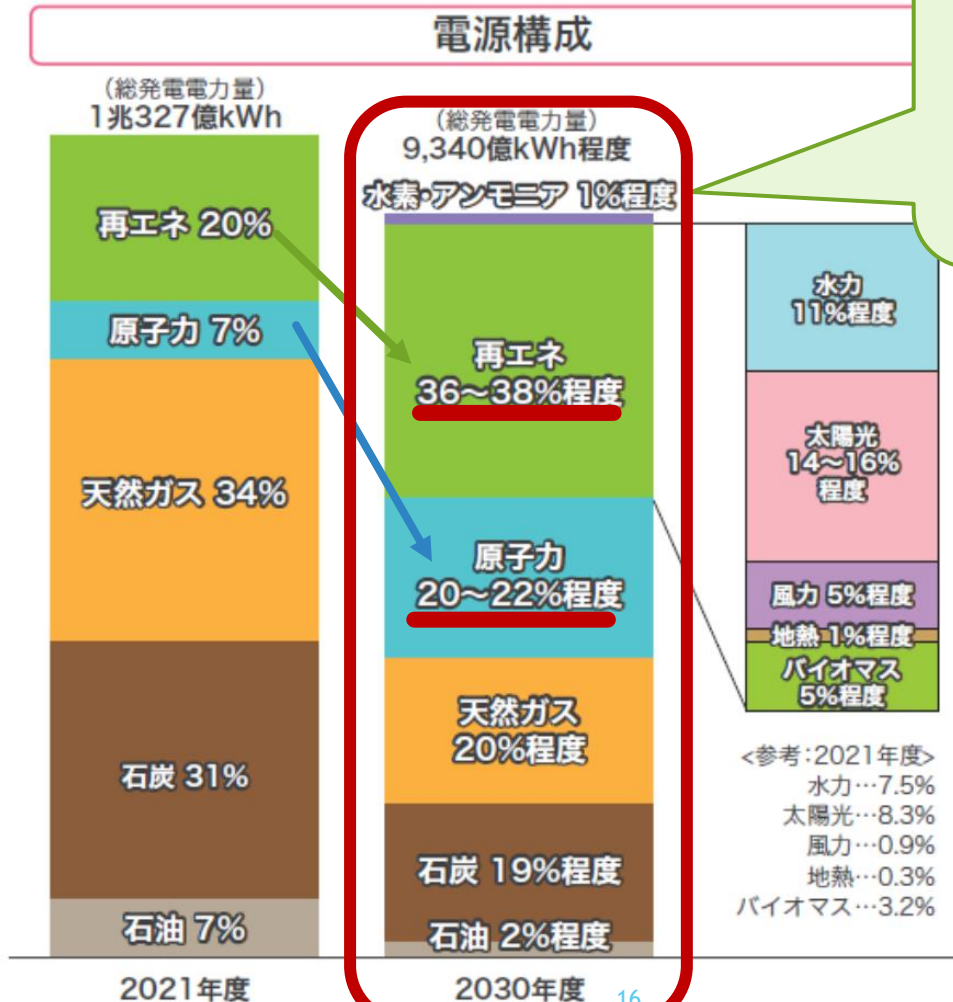 電源構成
（総発電電力量）
1兆327億kWh
再エネ 20%
原子力 7%
天然ガス 34%
石炭 31%
石油 7%
2021年度
（総発電電力量）
9,340億kWh程度
水素・アンモニア 1%程度
再エネ
36〜38%程度
原子力
20〜22%程度
天然ガス
20%程度
石炭 19%程度
石油 2%程度
2030年度
水力
11%程度
太陽光
14〜16%
程度
風力 5%程度
地熱 1%程度
バイオマス
5%程度
<参考：2021年度>
水力…7.5%
太陽光…8.3%
風力…0.9%
地熱…0.3%
バイオマス…3.2%
16